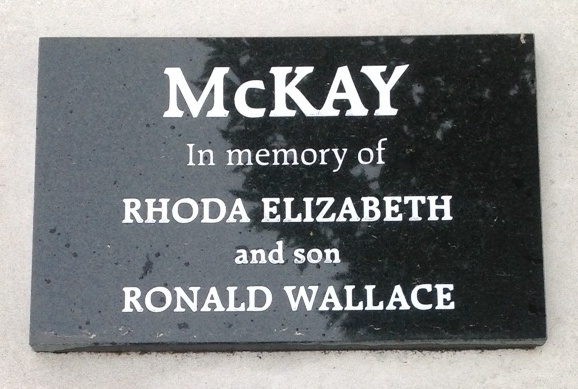 McKAY
In memory of
RHODA ELIZABETH
and son
RONALD WALLACE